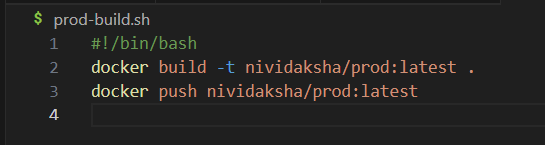 $ prod-build.sh
1 #!/bin/bash
2 docker build -t nividaksha/prod:latest .
3 docker push nividaksha/prod:latest
4